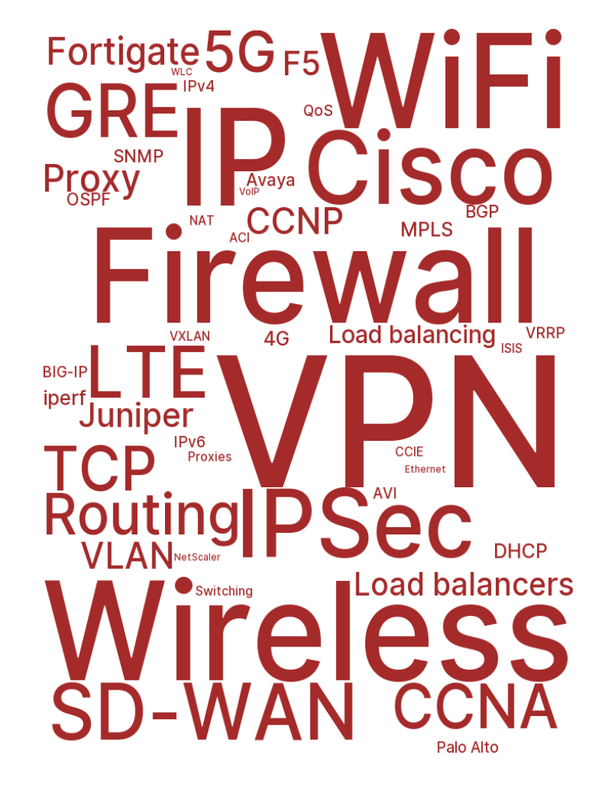 Fortigate
5G
F5
WiFi
WLC
IPv4
GRE
IP
QoS
Cisco
SNMP
Proxy
Avaya
VoIP
OSPF
NAT
CCNP
BGP
ACI
MPLS
Firewall
VXLAN
4G
Load balancing
VRRP
ISIS
BIG-IP
LTE
VPN
iperf
Juniper
IPv6
Proxies
CCIE
Ethernet
TCP
Routing
IPSec
AVI
VLAN
NetScaler
DHCP
Wireless
Switching
Load balancers
SD-WAN
CCNA
Palo Alto